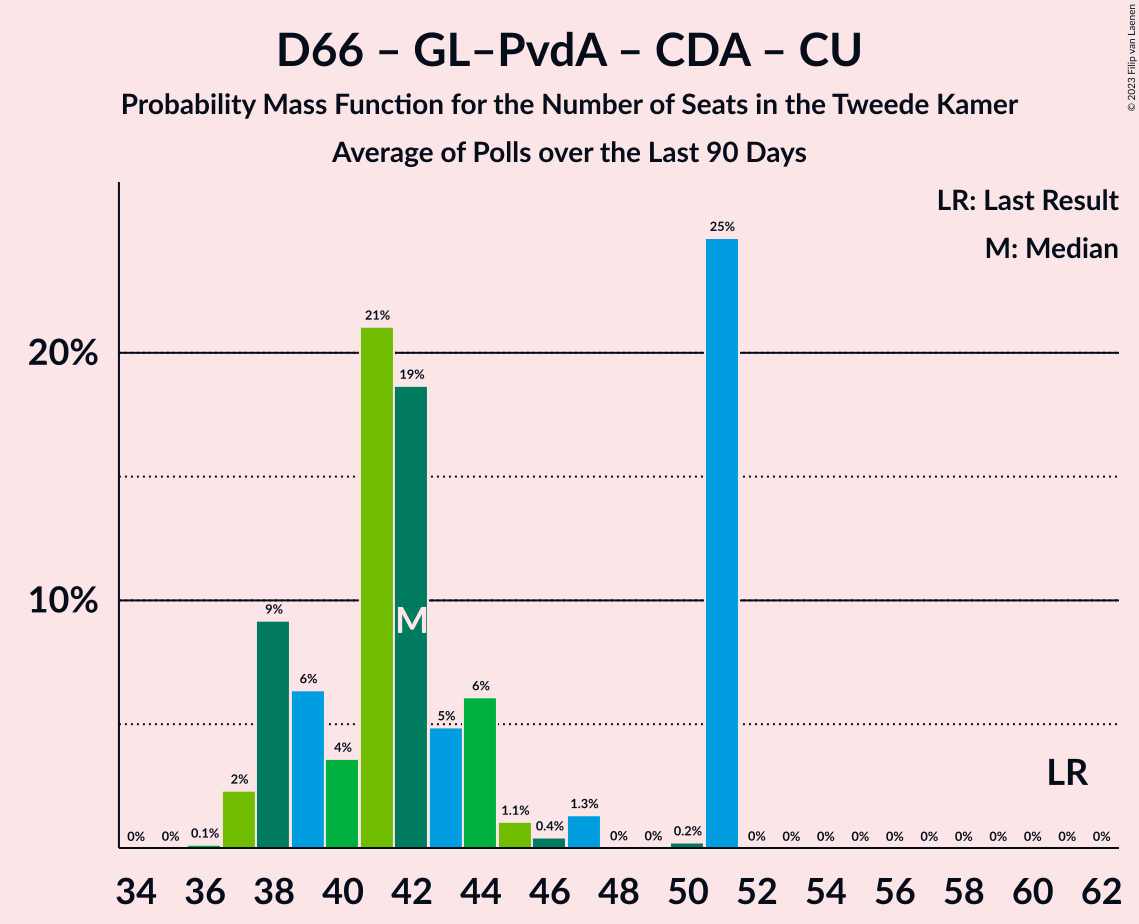 D66 – GL–PvdA – CDA – CU
Probability Mass Function for the Number of Seats in the Tweede Kamer
Average of Polls over the Last 90 Days
© 2023 Filip van Laenen
LR: Last Result
M: Median
20%
10%
0% 0% 0.1% 2% 9% 6% 4% 21% 19% 5% 6% 1.1% 0.4% 1.3% 0% 0% 0.2% 25% 0% 0% 0% 0% 0% 0% 0% 0% 0% 0% 0%
M
LR
34 36 38 40 42 44 46 48 50 52 54 56 58 60 62